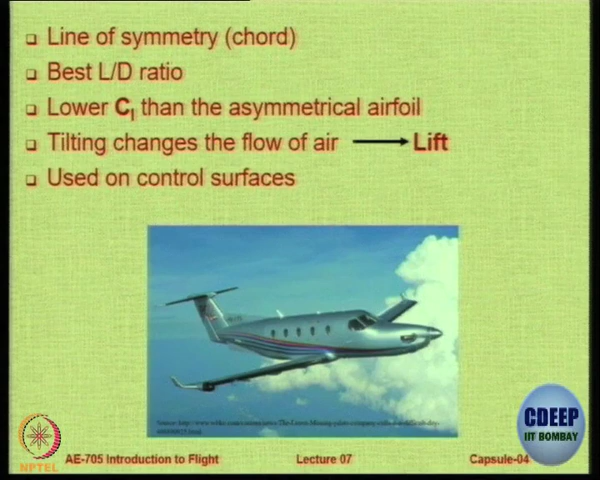 Line of symmetry (chord)
Best L/D ratio
Lower Cl than the asymmetrical airfoil
Tilting changes the flow of air Lift
Used on control surfaces
NPTEL
AE-705 Introduction to Flight
Lecture 07
Capsule-04
CDEEP
IIT BOMBAY